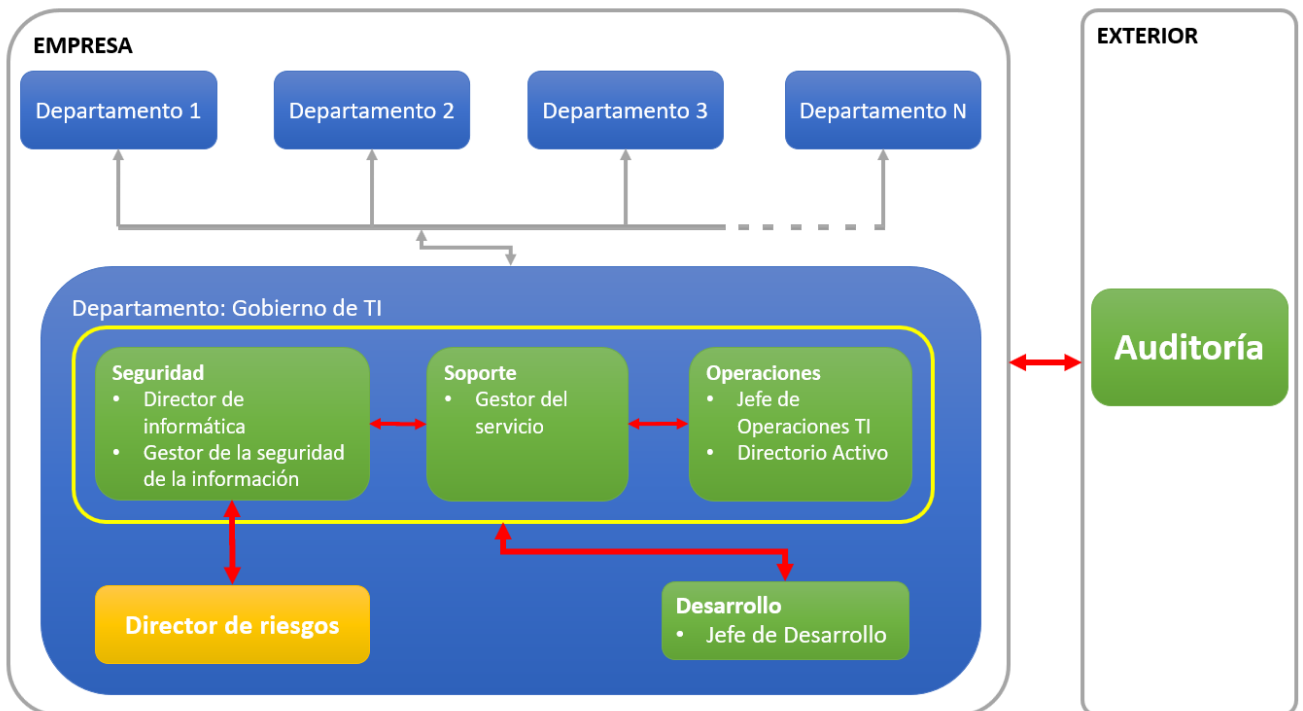 EMPRESA
EXTERIOR
Departamento 1
Departamento 2
Departamento 3
Departamento N
Departamento: Gobierno de TI
Seguridad
• Director de
informática
• Gestor de la seguridad
de la información
Soporte
• Gestor del
servicio
Operaciones
• Jefe de
Operaciones TI
• Directorio Activo
Auditoría
Director de riesgos
Desarrollo
• Jefe de Desarrollo